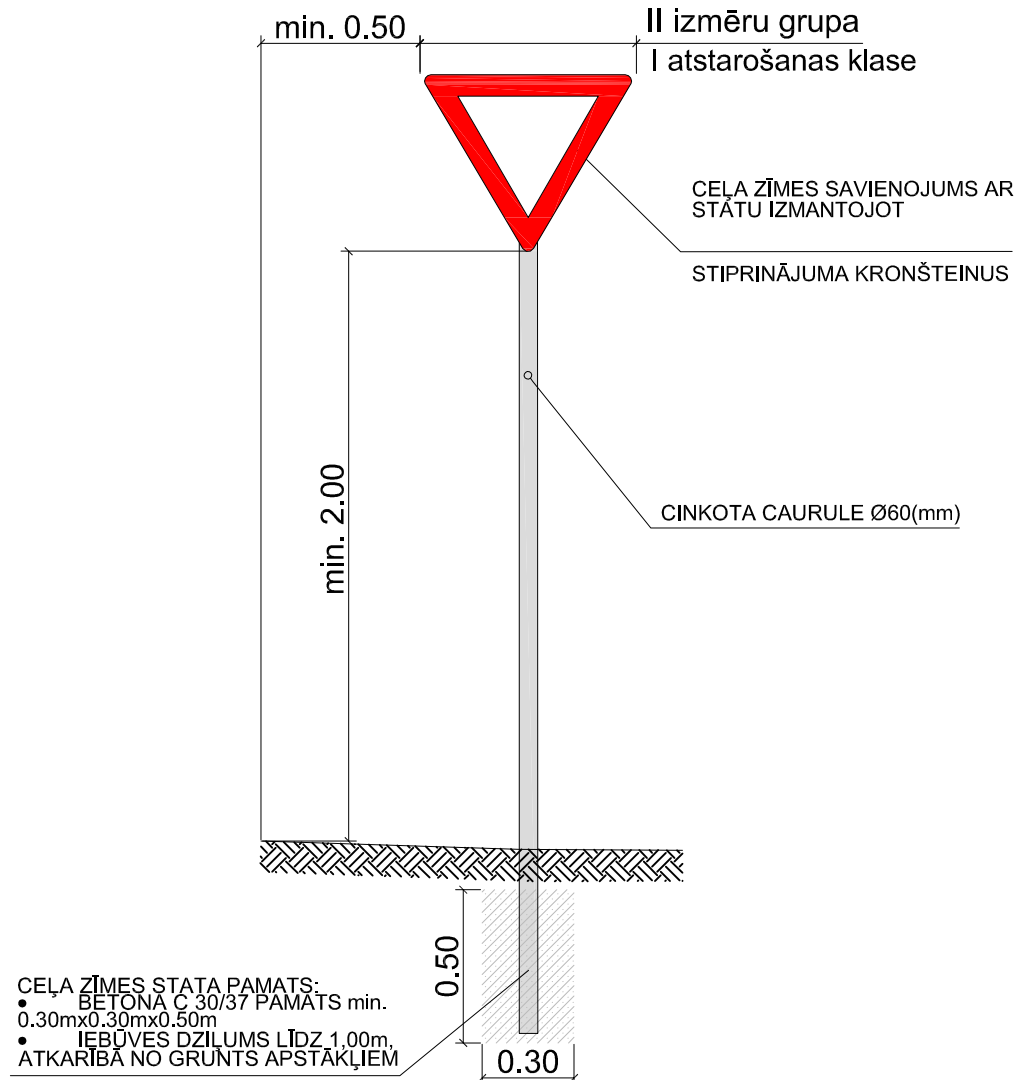 min. 0.50
II izmēru grupa
I atstarošanas klase
CEĻA ZĪMES SAVIENOJUMS AR
STATU IZMANTOJOT
STIPRINĀJUMA KRONŠTEINUS
min. 2.00
CINKOTA CAURULE Ø60(mm)
0.50
CEĻA ZĪMES STATA PAMATS:
• BETONA C 30/37 PAMATS min.
0.30mx0.30mx0.50m
• IEBŪVES DZIĻUMS LĪDZ 1,00m,
ATKARĪBĀ NO GRUNTS APSTĀKĻIEM
0.30